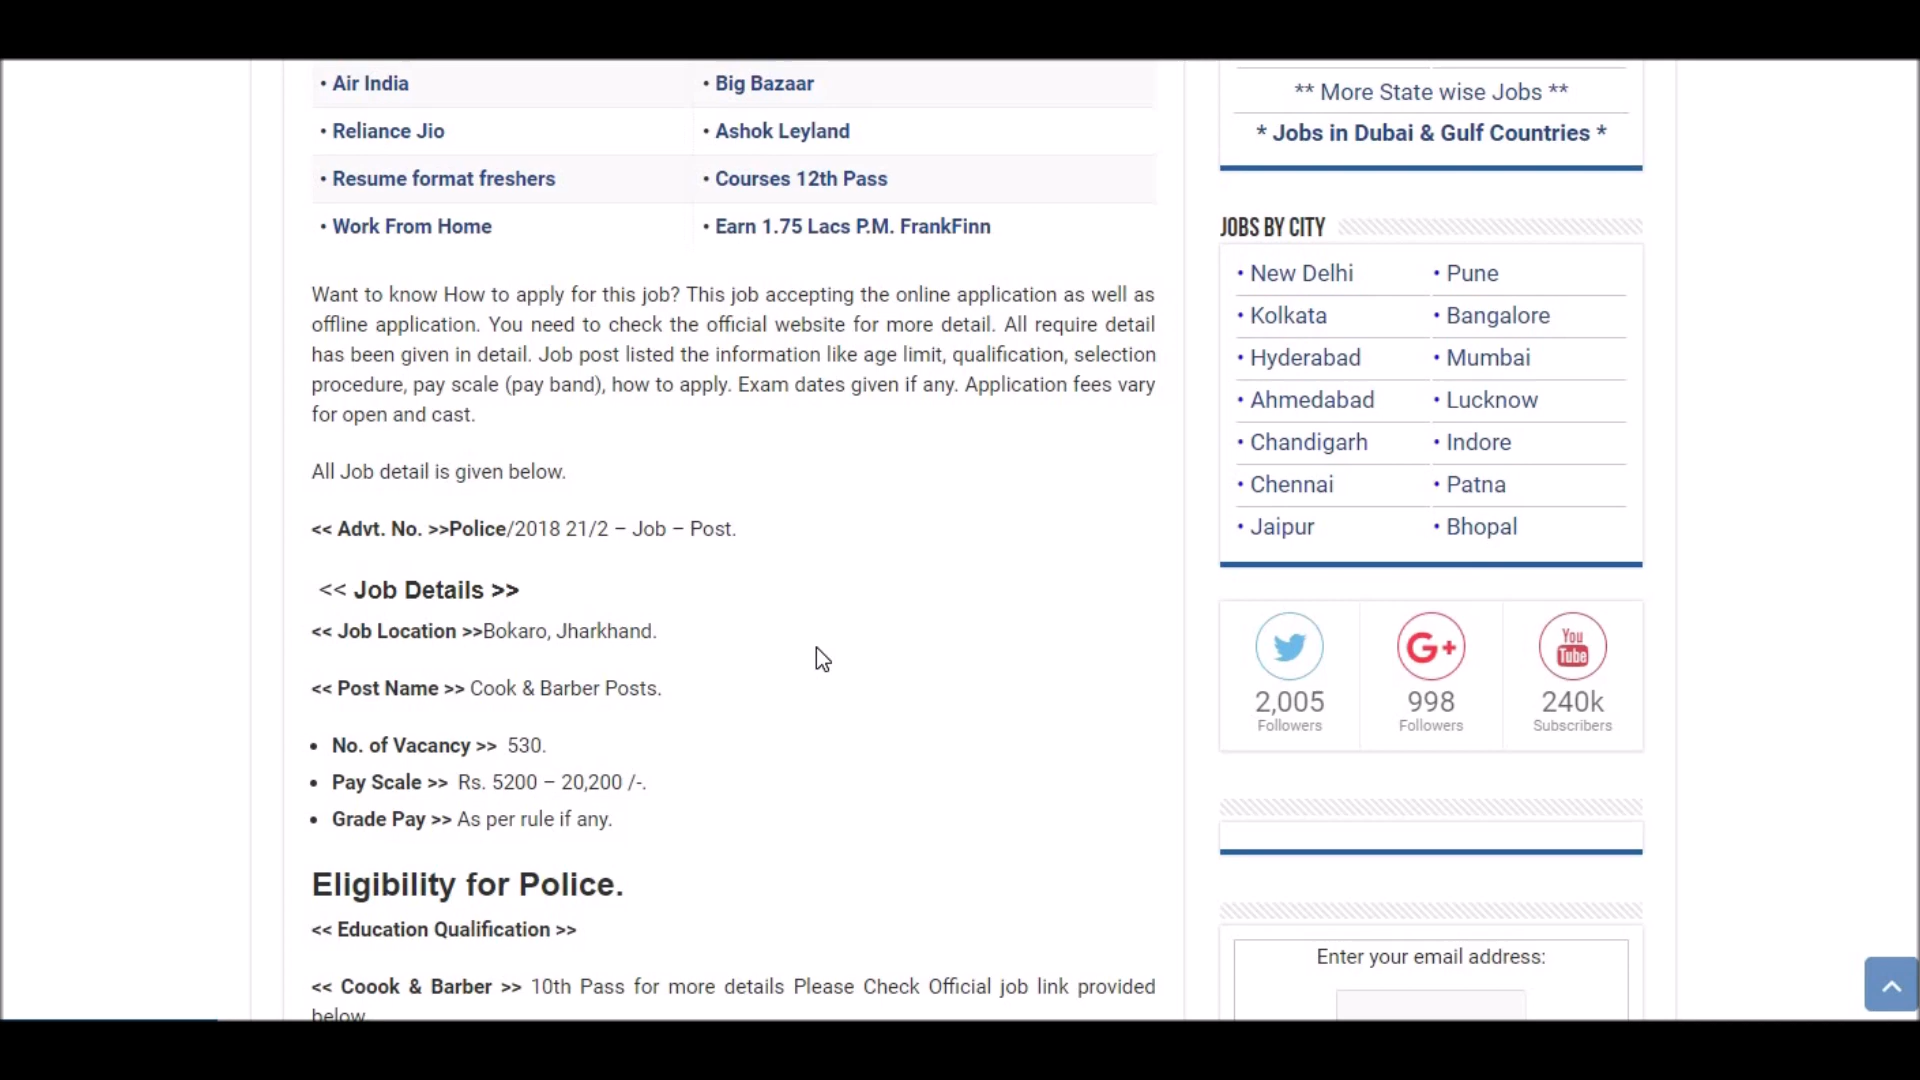 • Air India • Big Bazaar
• Reliance Jio • Ashok Leyland
• Resume format freshers • Courses 12th Pass
• Work From Home • Earn 1.75 Lacs P.M. FrankFinn
Want to know How to apply for this job? This job accepting the online application as well as
offline application. You need to check the official website for more detail. All require detail
has been given in detail. Job post listed the information like age limit, qualification, selection
procedure, pay scale (pay band), how to apply. Exam dates given if any. Application fees vary
for open and cast.
All Job detail is given below.
<< Advt. No. >>Police/2018 21/2 – Job – Post.
<< Job Details >>
<< Job Location >>Bokaro, Jharkhand.
<< Post Name >> Cook & Barber Posts.
• No. of Vacancy >> 530.
• Pay Scale >> Rs. 5200 – 20,200 /-.
• Grade Pay >> As per rule if any.
Eligibility for Police.
<< Education Qualification >>
<< Coook & Barber >> 10th Pass for more details Please Check Official job link provided
below
** More State wise Jobs **
* Jobs in Dubai & Gulf Countries *
JOBS BY CITY
• New Delhi • Pune
• Kolkata • Bangalore
• Hyderabad • Mumbai
• Ahmedabad • Lucknow
• Chandigarh • Indore
• Chennai • Patna
• Jaipur • Bhopal
G+ You Tube
2,005 998 240k
Followers Followers Subscribers
Enter your email address: